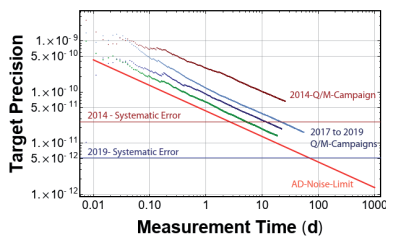 Target Precision
1.×10⁻⁹
5.×10⁻¹⁰
1.×10⁻¹⁰
5.×10⁻¹¹
1.×10⁻¹¹
5.×10⁻¹²
1.×10⁻¹²
2014-Q/M-Campaign
2014 - Systematic Error
2017 to 2019
Q/M-Campaigns
2019- Systematic Error
AD-Noise-Limit
0.01 0.10 1 10 100 1000
Measurement Time (d)